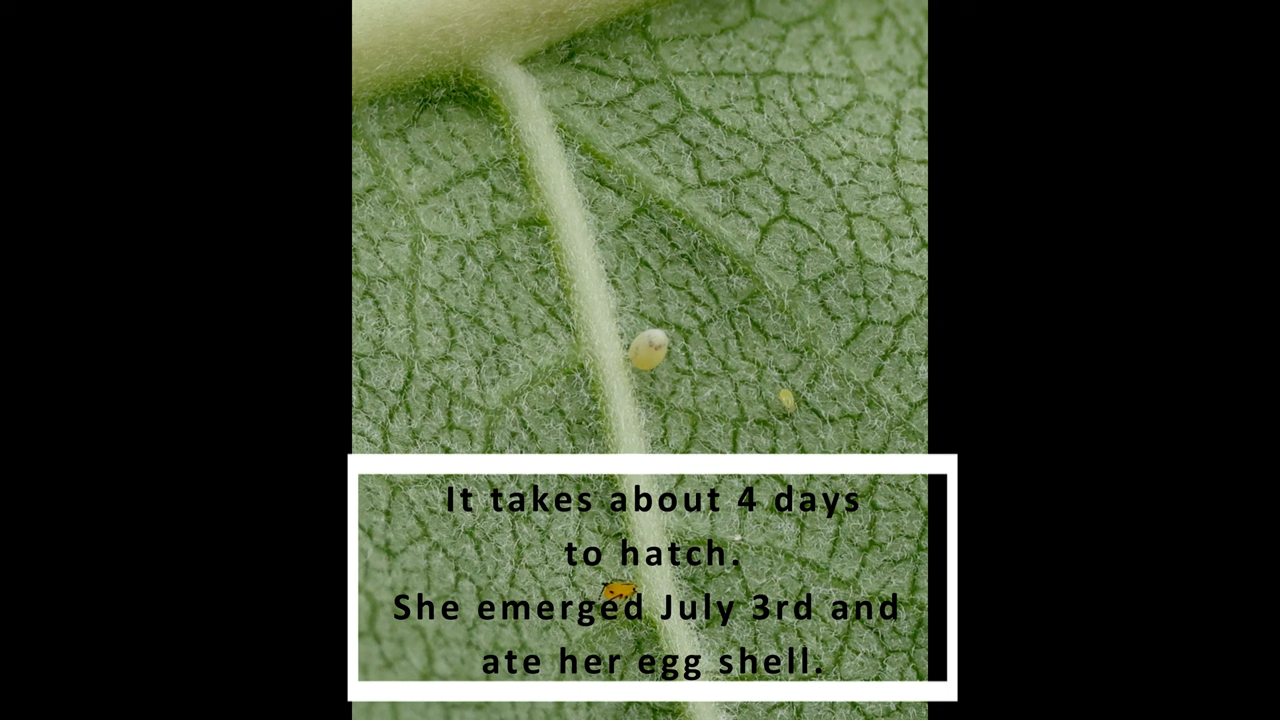 It takes about 4 days
to hatch.
She emerged July 3rd and
ate her egg shell.